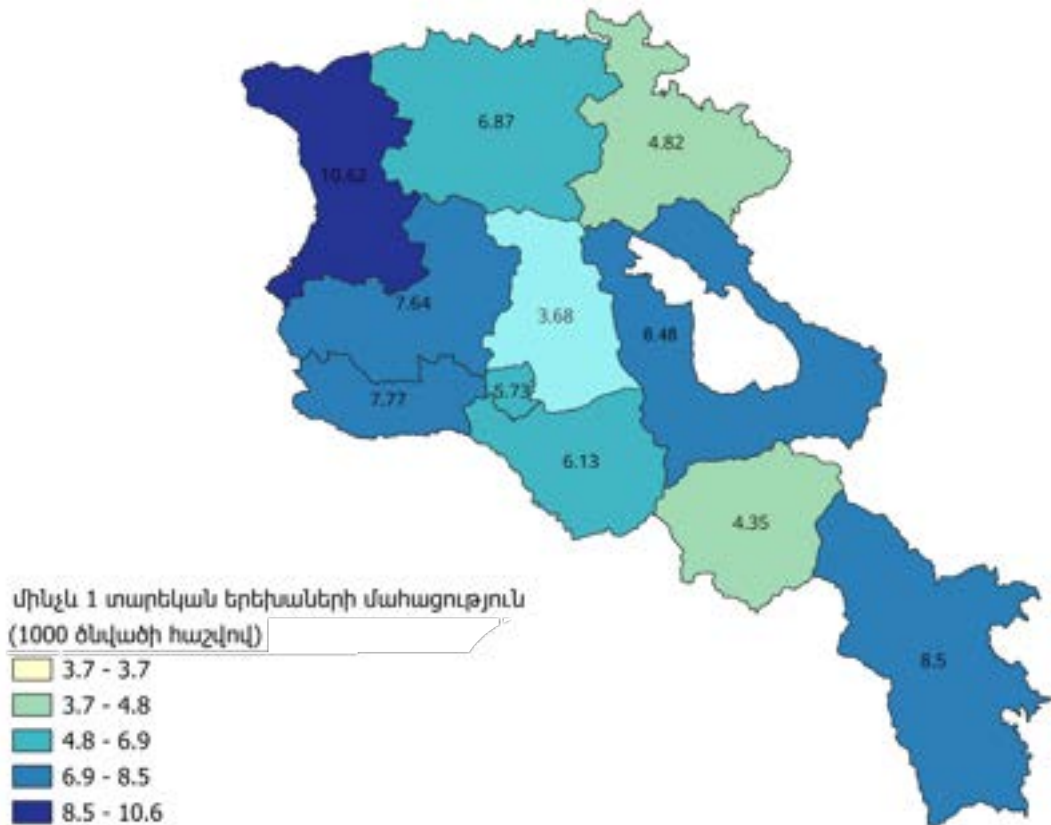 6.87
4.82
10.62
7.64
3.68
8.48
7.77
5.73
6.13
4.35
8.5
մինչև 1 տարեկան երեխաների մահացություն
(1000 ծնվածի հաշվով)
3.7 - 3.7
3.7 - 4.8
4.8 - 6.9
6.9 - 8.5
8.5 - 10.6